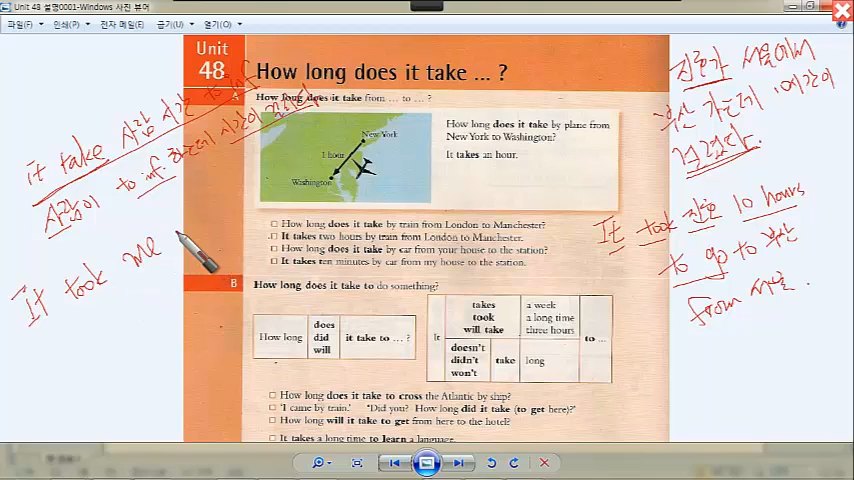 Unit 48 설명0001-Windows 사진 뷰어
파일(F) 인쇄(P) 전자 메일(E) 굽기(U) 열기(O)
Unit
48
How long does it take ... ?
A
How long does it take from ... to ... ?
New York
1 hour
Washington
How long does it take by plane from
New York to Washington?
It takes an hour.
How long does it take by train from London to Manchester?
It takes two hours by train from London to Manchester.
How long does it take by car from your house to the station?
It takes ten minutes by car from my house to the station.
B
How long does it take to do something?
How long
does
did
will
it take to ... ?
It
takes
took
will take
a week
a long time
three hours
doesn't
didn't
won't
take
long
to ...
How long does it take to cross the Atlantic by ship?
'I came by train.' 'Did you? How long did it take (to get here)?'
How long will it take to get from here to the hotel?
It takes a long time to learn a language.
it take 사람 시간 to inf
사람이 to inf. 하는데 시간이
It took me
진호가 서울에서
부산 가는데 10시간이
걸렸다.
It took 진호 10 hours
to go to 부산
from 서울.